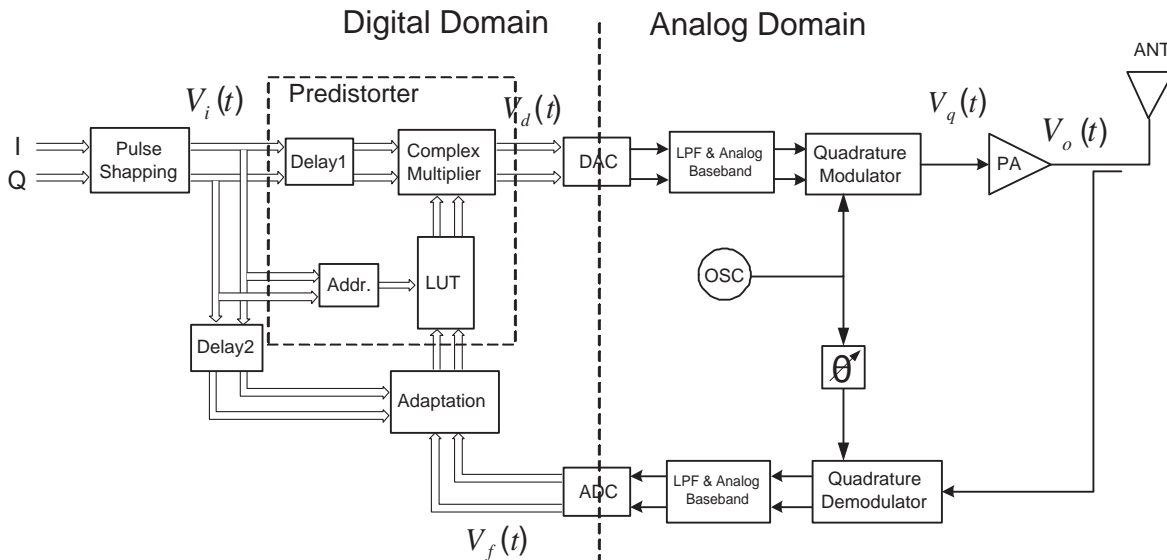 Digital Domain
Analog Domain
ANT
Predistorter
V_i(t)
V_d(t)
V_q(t)
V_o(t)
I
Q
Pulse
Shapping
Delay1
Complex
Multiplier
DAC
LPF & Analog
Baseband
Quadrature
Modulator
PA
Addr.
LUT
OSC
Delay2
θ
Adaptation
ADC
LPF & Analog
Baseband
Quadrature
Demodulator
V_f(t)